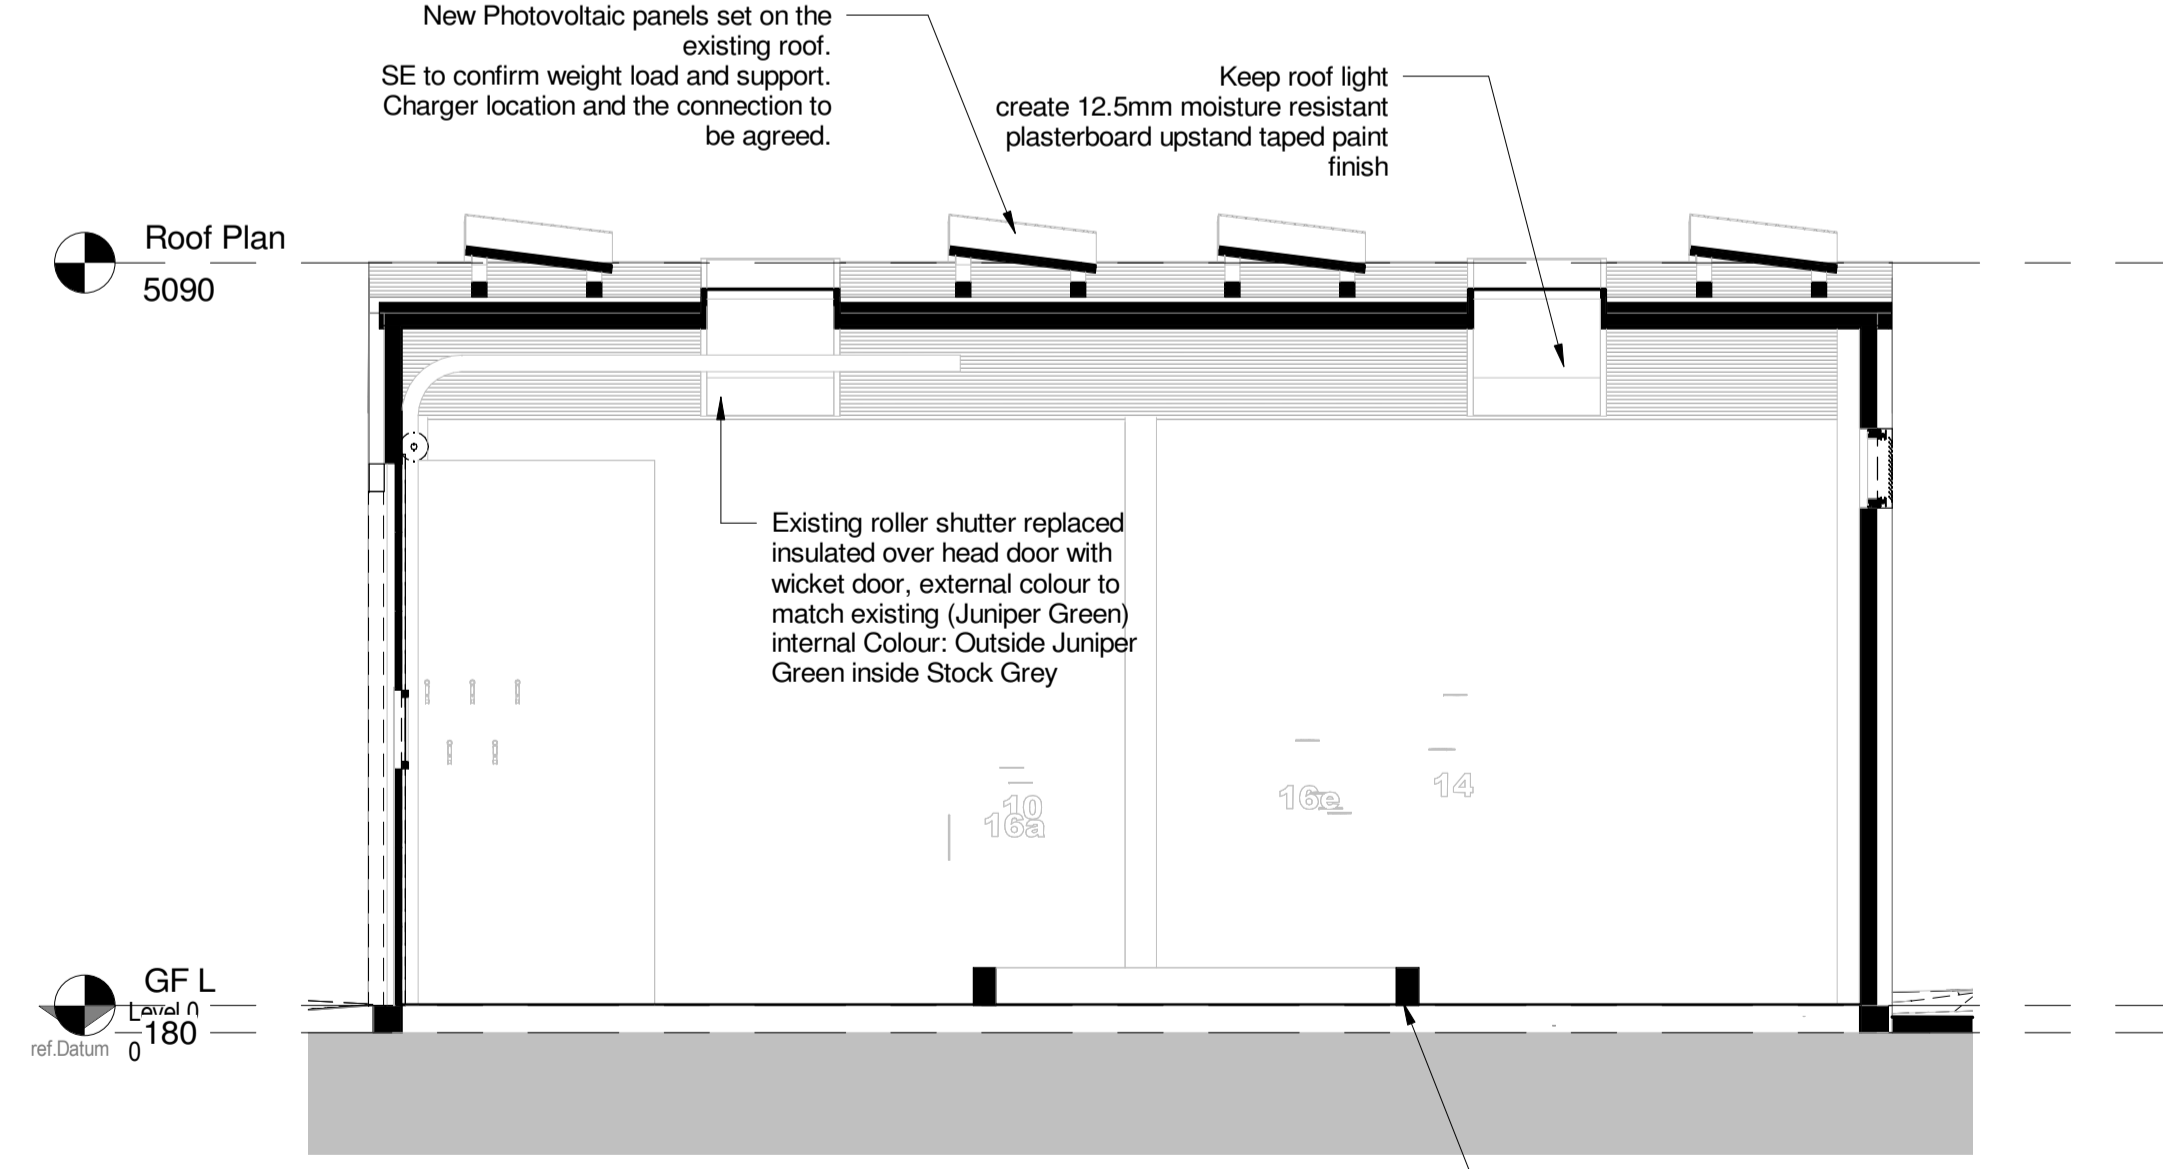 New Photovoltaic panels set on the
existing roof.
SE to confirm weight load and support.
Charger location and the connection to
be agreed.
Keep roof light
create 12.5mm moisture resistant
plasterboard upstand taped paint
finish
Roof Plan
5090
Existing roller shutter replaced
insulated over head door with
wicket door, external colour to
match existing (Juniper Green)
internal Colour: Outside Juniper
Green inside Stock Grey
10
16a
16e
14
GF L
Level 0
180
ref.Datum
0